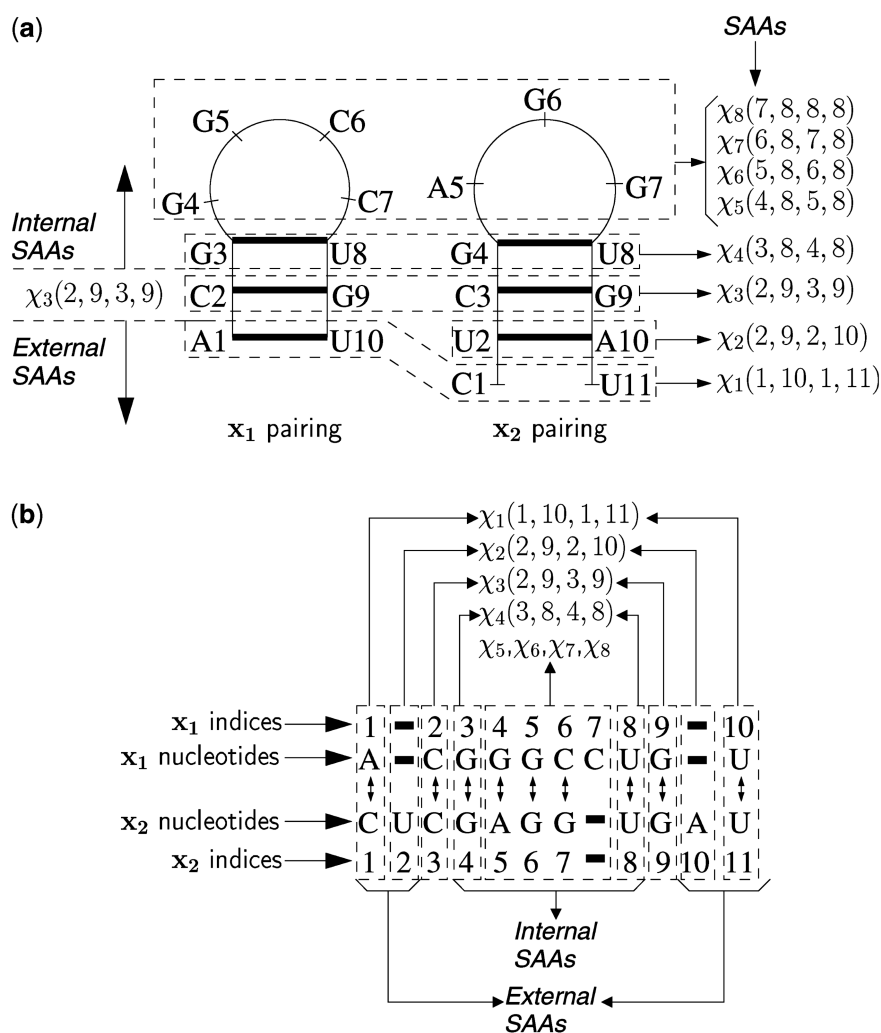 (a)
SAAs
G6
G5 C6
χ₈(7, 8, 8, 8)
χ₇(6, 8, 7, 8)
χ₆(5, 8, 6, 8)
χ₅(4, 8, 5, 8)
A5 G7
G4 C7
Internal
SAAs
G3 U8 G4 U8 χ₄(3, 8, 4, 8)
χ₃(2, 9, 3, 9) C2 G9 C3 G9 χ₃(2, 9, 3, 9)
External
SAAs
A1 U10 U2 A10 χ₂(2, 9, 2, 10)
C1 U11 χ₁(1, 10, 1, 11)
x₁ pairing x₂ pairing
(b)
χ₁(1, 10, 1, 11)
χ₂(2, 9, 2, 10)
χ₃(2, 9, 3, 9)
χ₄(3, 8, 4, 8)
χ₅,χ₆,χ₇,χ₈
x₁ indices 1 - 2 3 4 5 6 7 8 9 - 10
x₁ nucleotides A - C G G G C C U G - U
x₂ nucleotides C U C G A G G - U G A U
x₂ indices 1 2 3 4 5 6 7 - 8 9 10 11
Internal
SAAs
External
SAAs